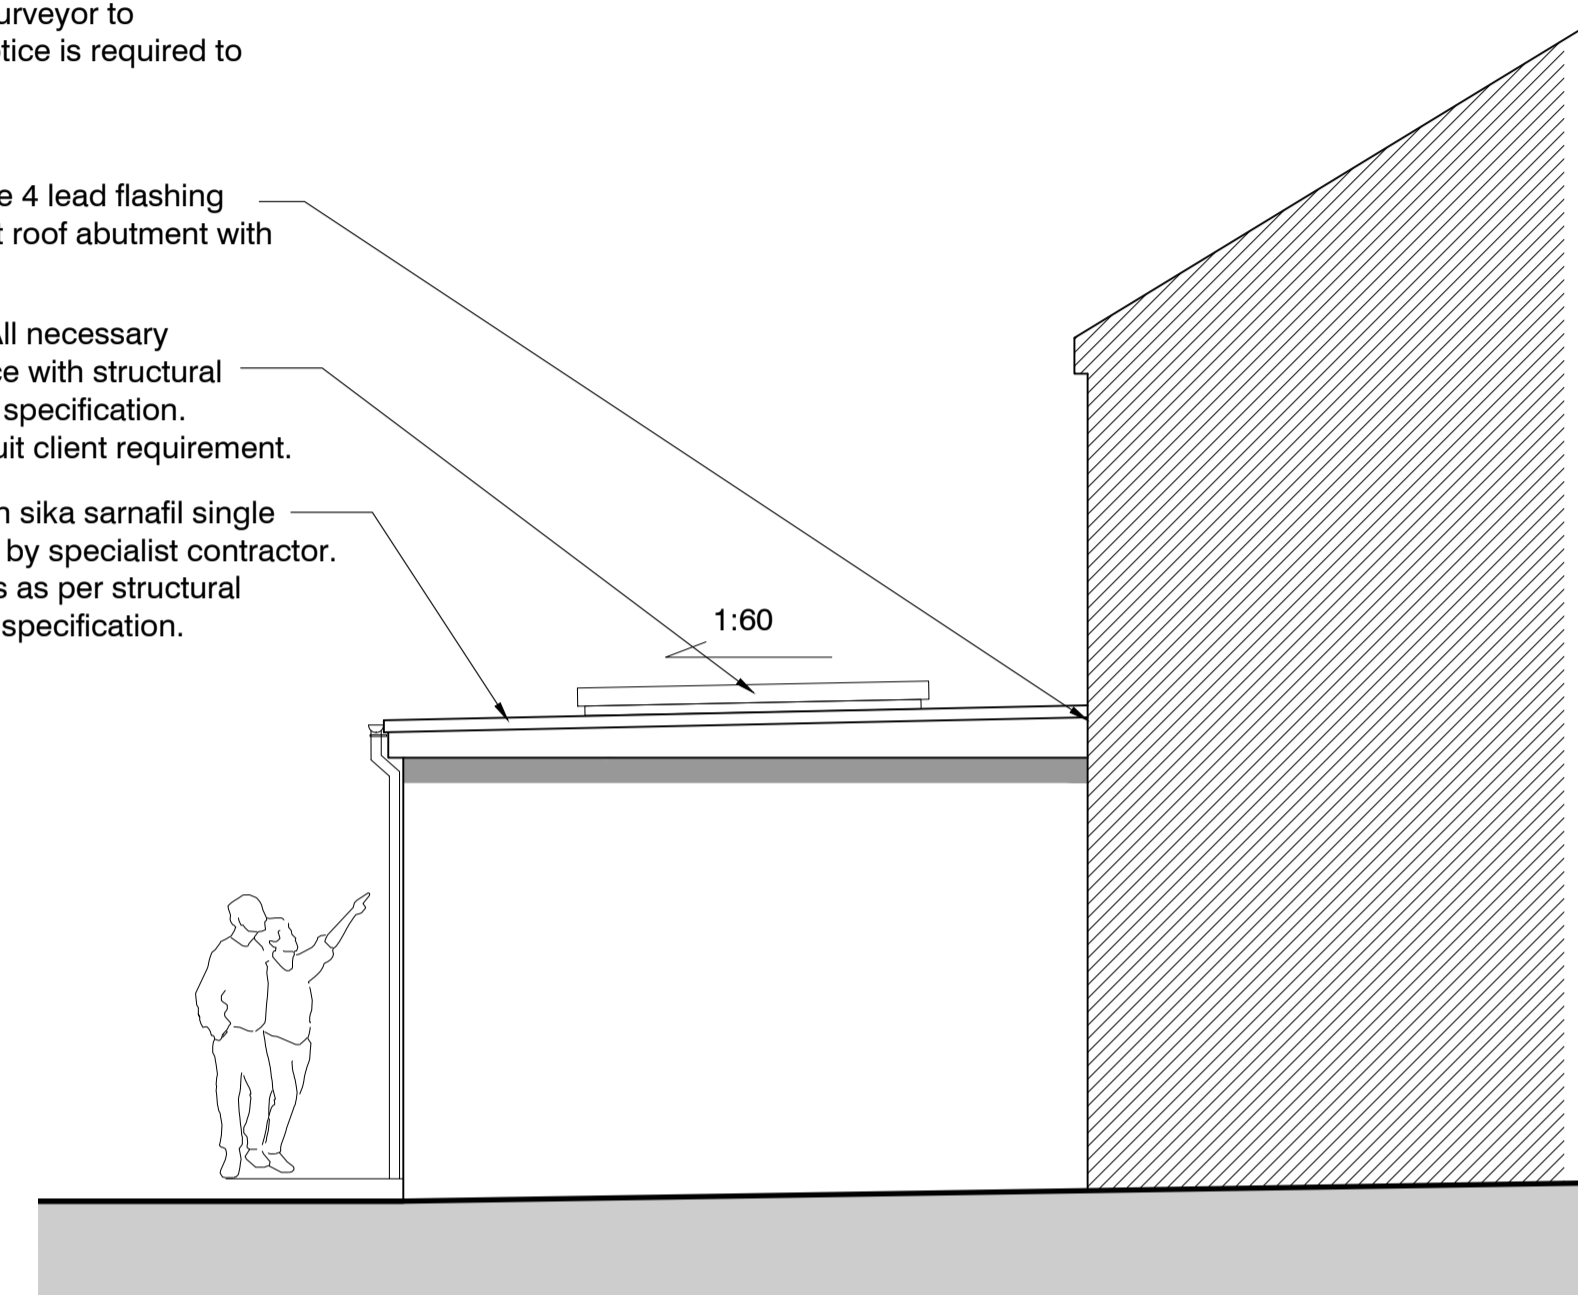 urveyor to
tice is required to
e 4 lead flashing
t roof abutment with
All necessary
ce with structural
specification.
uit client requirement.
n sika sarnafil single
by specialist contractor.
s as per structural
specification.
1:60